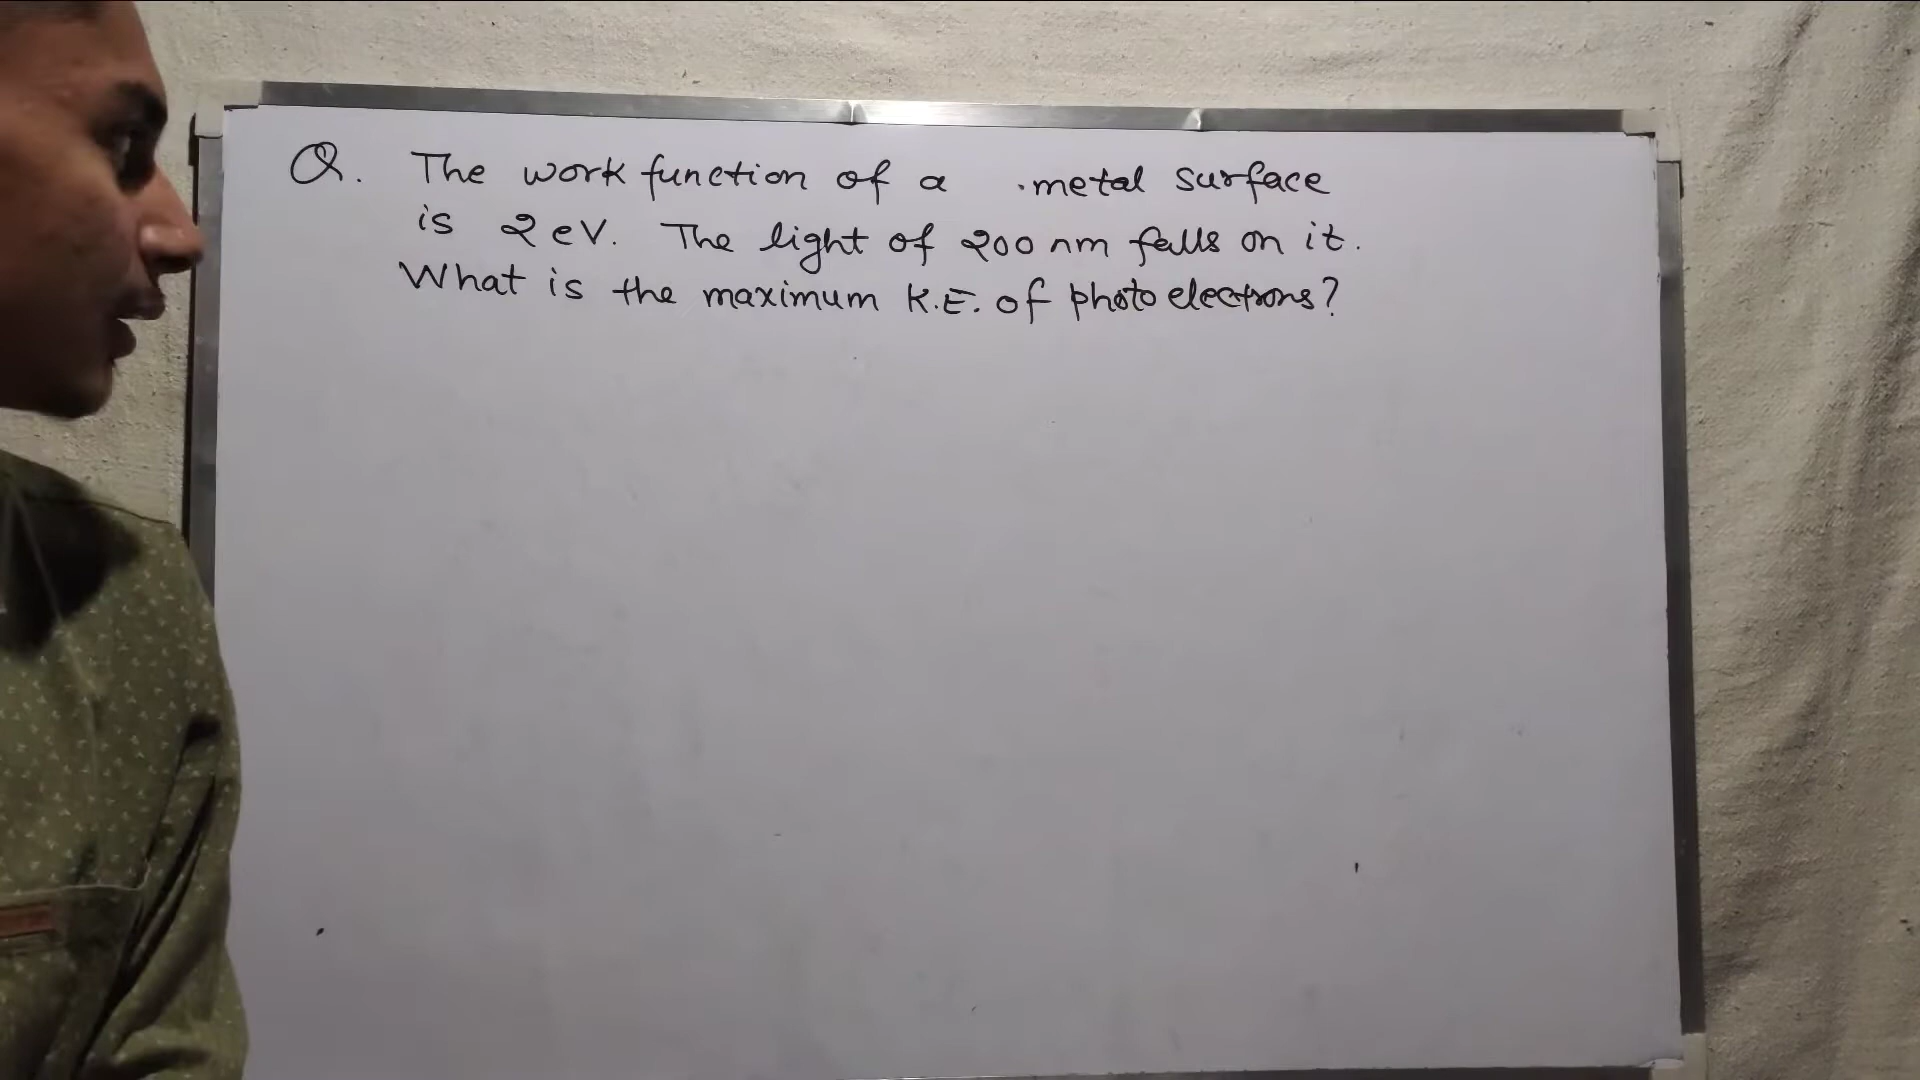 Q. The work function of a metal surface
is 2 eV. The light of 200 nm falls on it.
What is the maximum K.E. of photo electrons?